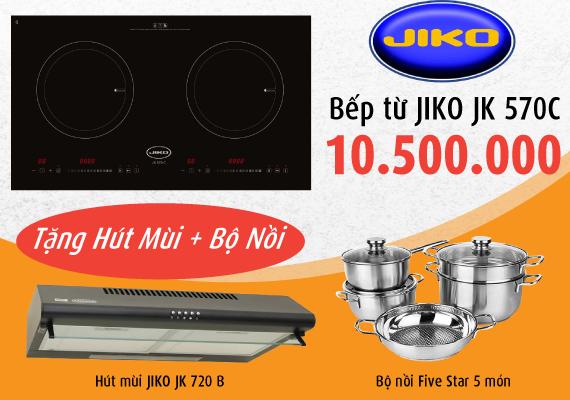 JIKO
Bếp từ JIKO JK 570C
10.500.000
JIKO
Tặng Hút Mùi + Bộ Nồi
Hút mùi JIKO JK 720 B
Bộ nồi Five Star 5 món